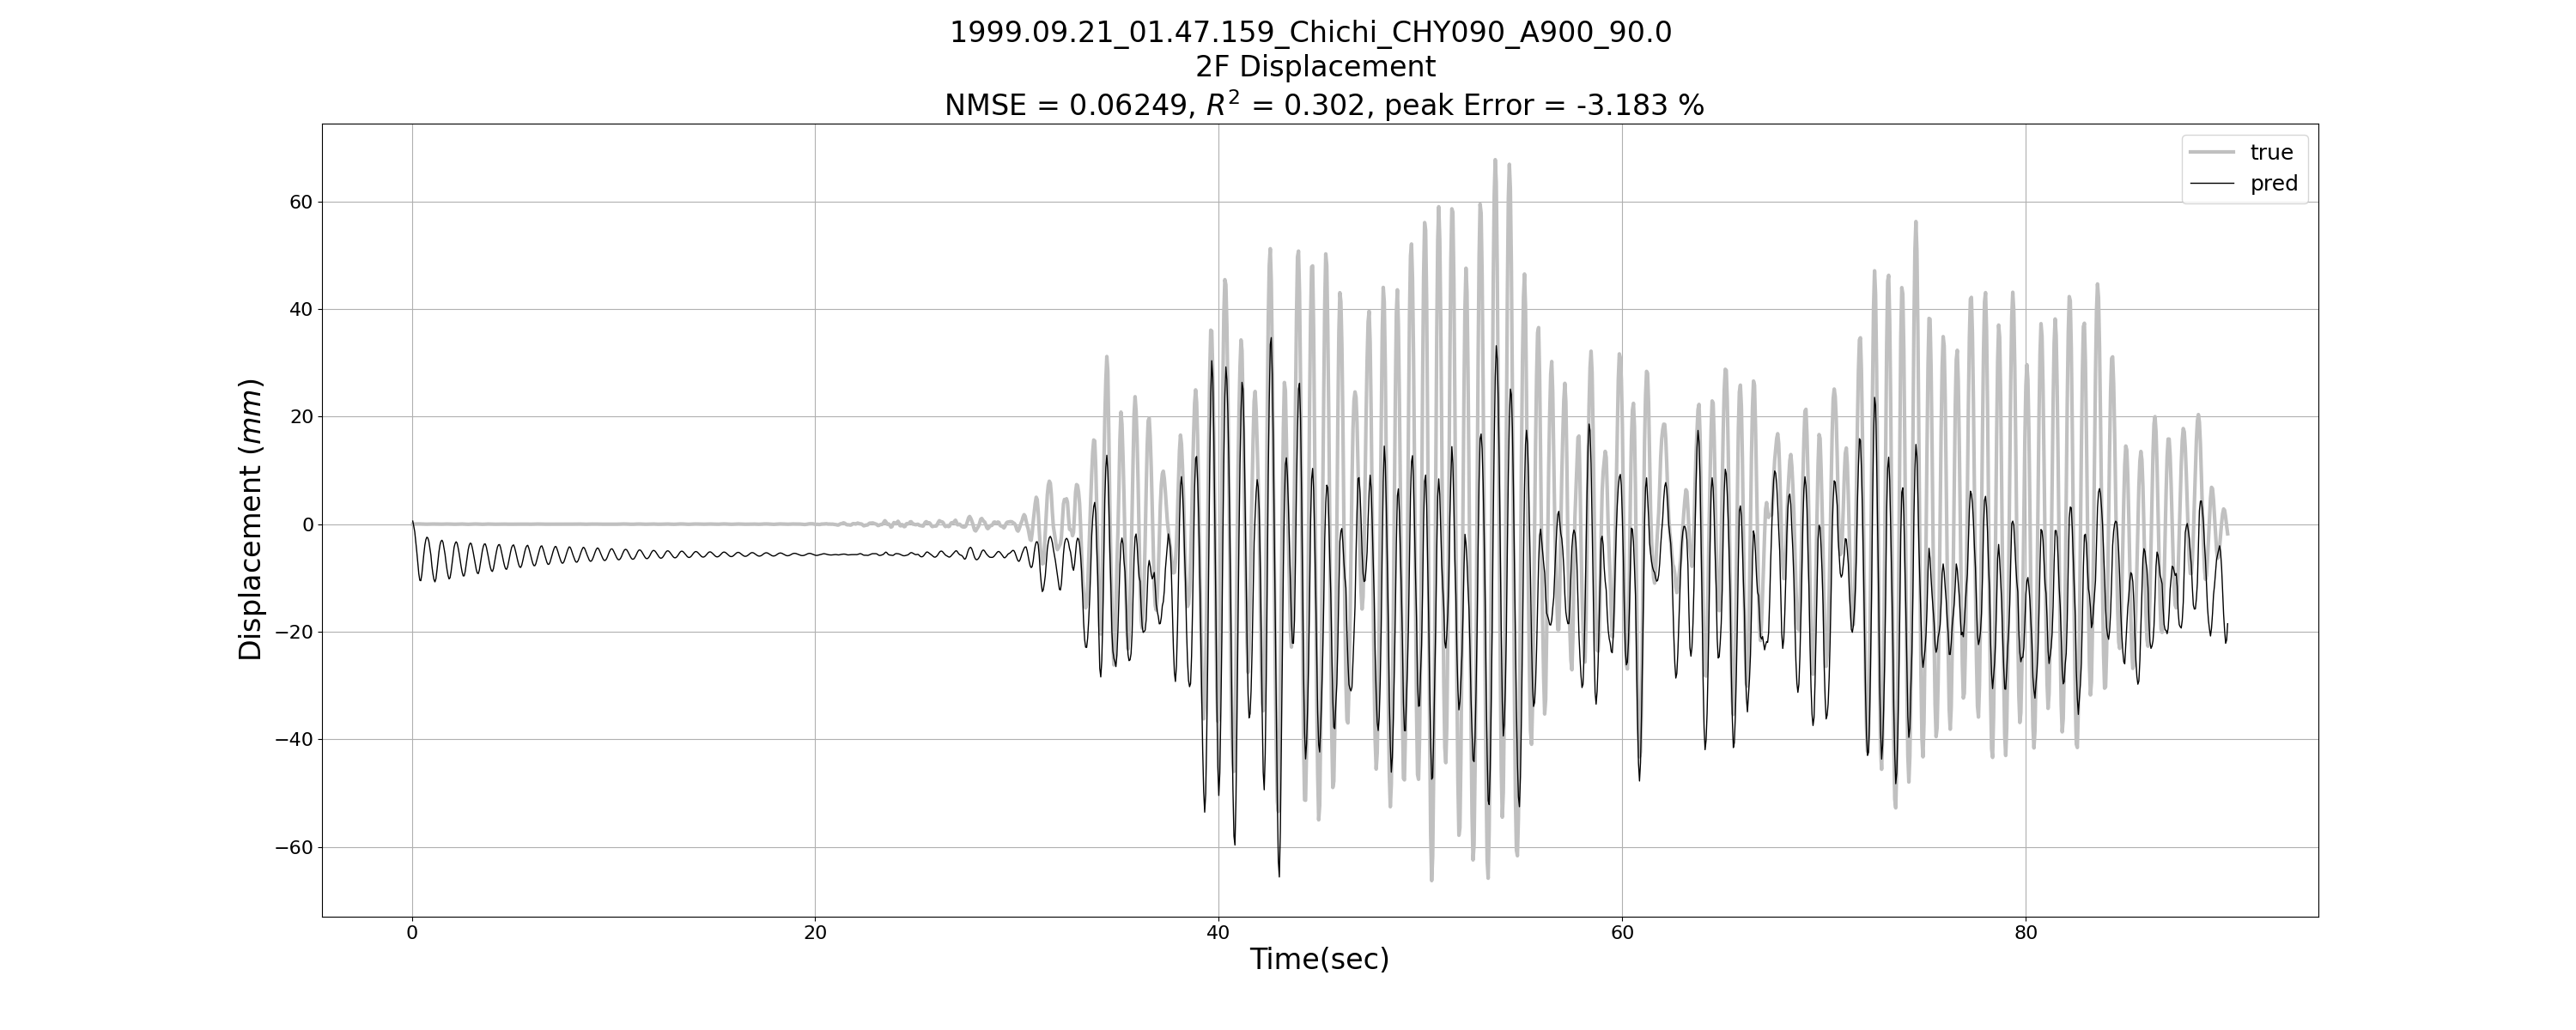 1999.09.21_01.47.159_Chichi_CHY090_A900_90.0
2F Displacement
NMSE = 0.06249, R² = 0.302, peak Error = -3.183 %
true
pred
60
40
20
0
−20
−40
−60
Displacement (mm)
0 20 40 60 80
Time(sec)